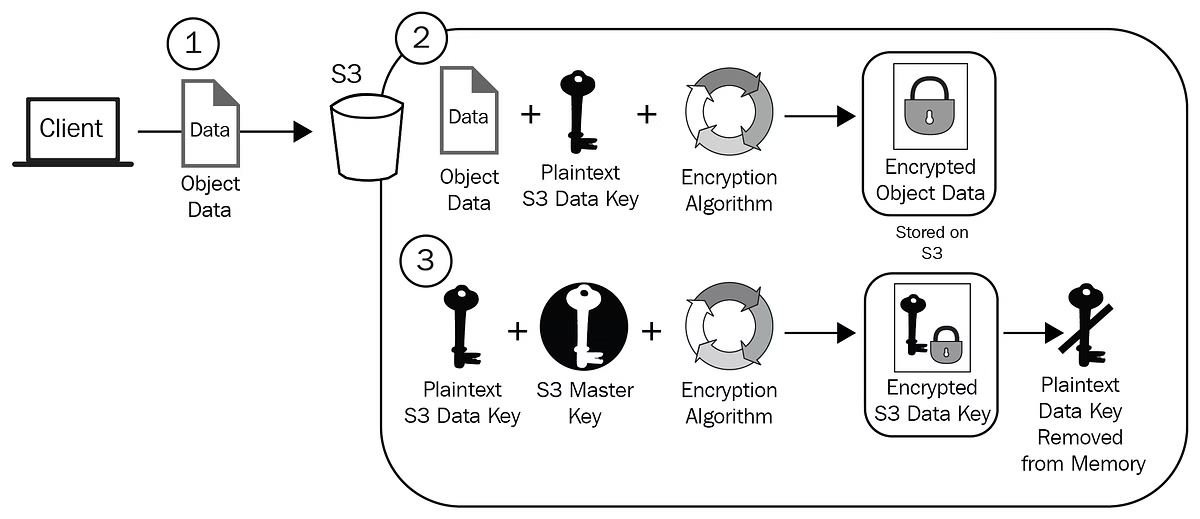 1
Client
Data
Object
Data
S3
2
Data
Object
Data
+
Plaintext
S3 Data Key
+
Encryption
Algorithm
Encrypted
Object Data
Stored on
S3
3
Plaintext
S3 Data Key
+
S3 Master
Key
+
Encryption
Algorithm
Encrypted
S3 Data Key
Plaintext
Data Key
Removed
from Memory